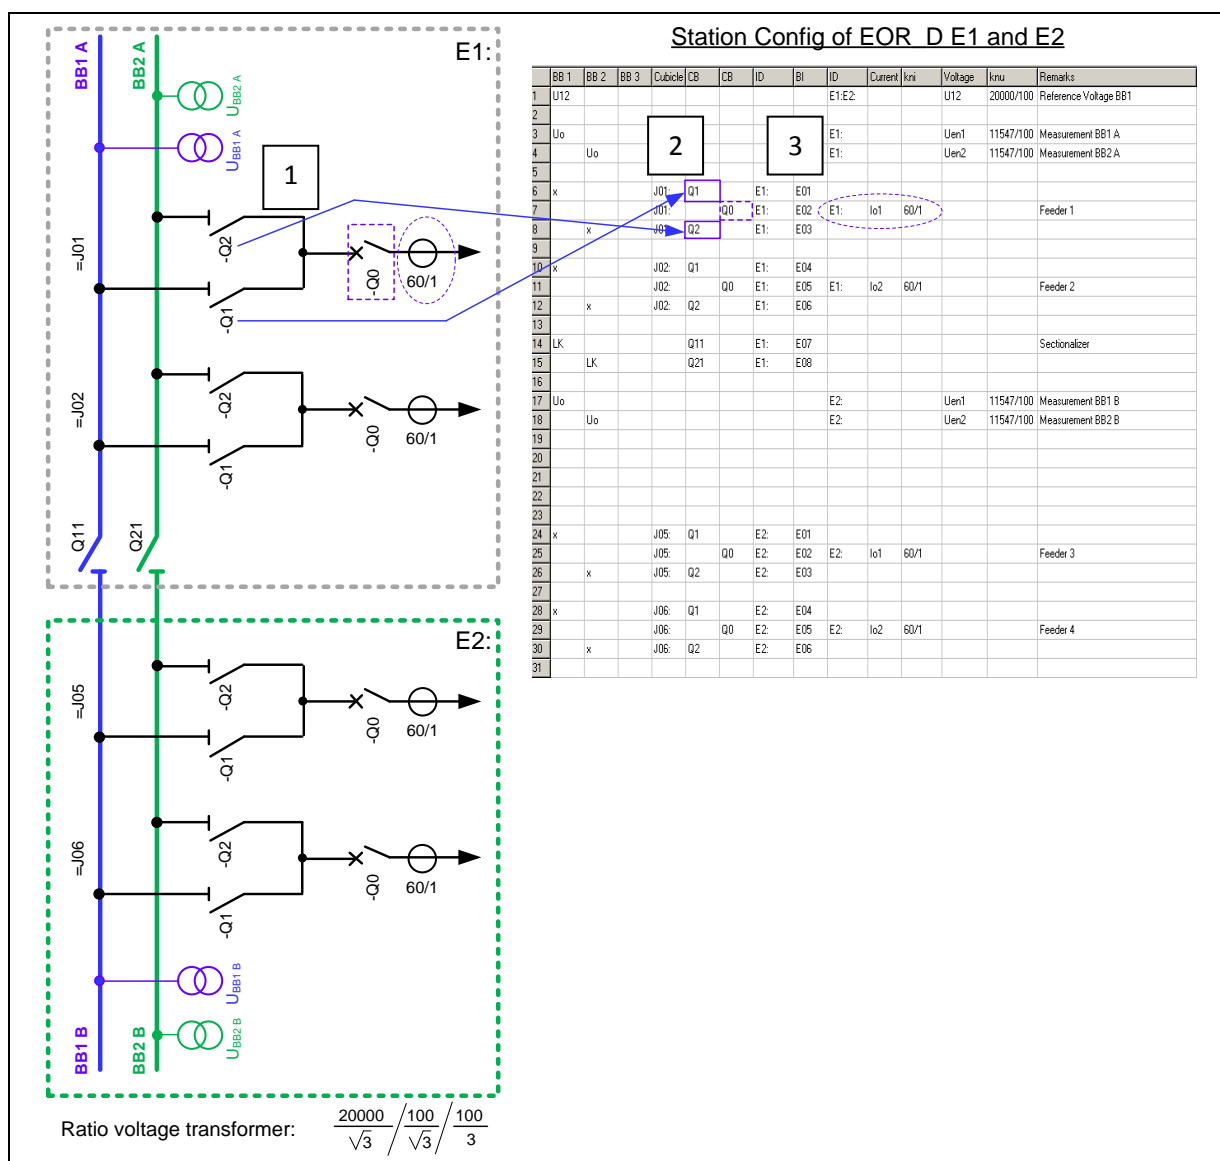 E1:
BB1 A
BB2 A
UBB2 A
UBB1 A
1
=J01
-Q2
-Q1
-Q0
60/1
=J02
-Q2
-Q1
-Q0
60/1
Q11
Q21
E2:
=J05
-Q2
-Q1
-Q0
60/1
=J06
-Q2
-Q1
-Q0
60/1
UBB1 B
UBB2 B
BB1 B
BB2 B
Ratio voltage transformer: 20000/√3 / 100/√3 / 100/3
Station Config of EOR_D E1 and E2
BB 1 BB 2 BB 3 Cubicle CB CB ID BI ID Current kni Voltage knu Remarks
1 U12 E1:E2: U12 20000/100 Reference Voltage BB1
2
3 Uo E1: Uen1 11547/100 Measurement BB1 A
4 Uo E1: Uen2 11547/100 Measurement BB2 A
2 3
5
6 x J01: Q1 E1: E01
7 J01: Q0 E1: E02 E1: Io1 60/1 Feeder 1
8 x J01: Q2 E1: E03
9
10 x J02: Q1 E1: E04
11 J02: Q0 E1: E05 E1: Io2 60/1 Feeder 2
12 x J02: Q2 E1: E06
13
14 LK Q11 E1: E07 Sectionalizer
15 LK Q21 E1: E08
16
17 Uo E2: Uen1 11547/100 Measurement BB1 B
18 Uo E2: Uen2 11547/100 Measurement BB2 B
19
20
21
22
23
24 x J05: Q1 E2: E01
25 J05: Q0 E2: E02 E2: Io1 60/1 Feeder 3
26 x J05: Q2 E2: E03
27
28 x J06: Q1 E2: E04
29 J06: Q0 E2: E05 E2: Io2 60/1 Feeder 4
30 x J06: Q2 E2: E06
31